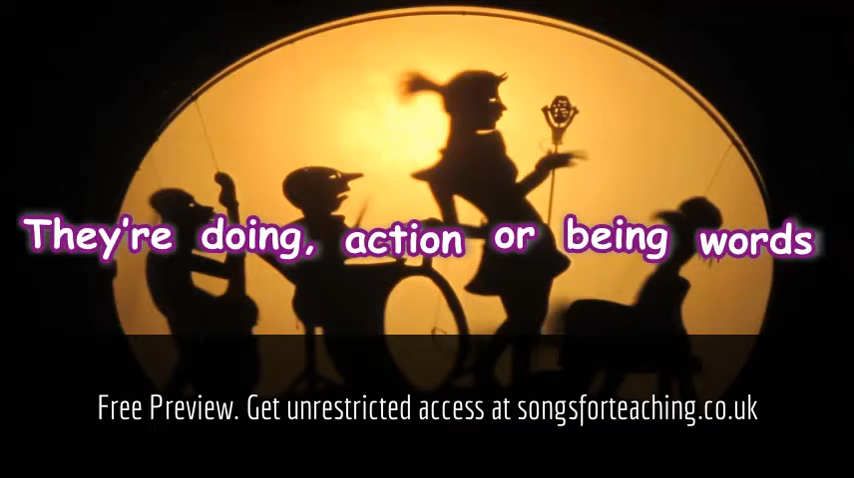 They're doing, action or being words
Free Preview. Get unrestricted access at songsforteaching.co.uk